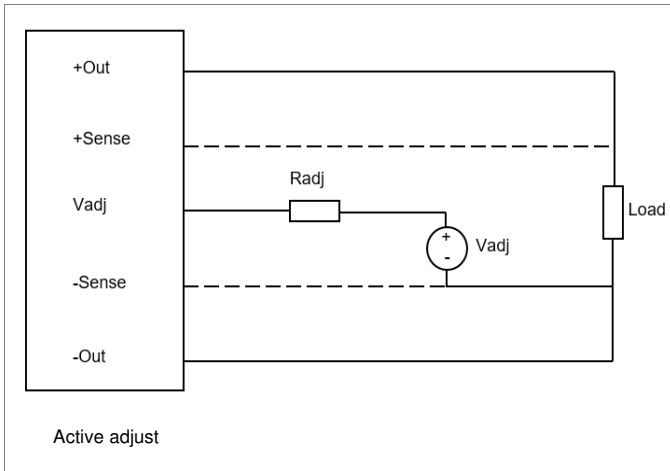 +Out
+Sense
Radj
Vadj
Load
+
Vadj
-
-Sense
-Out
Active adjust